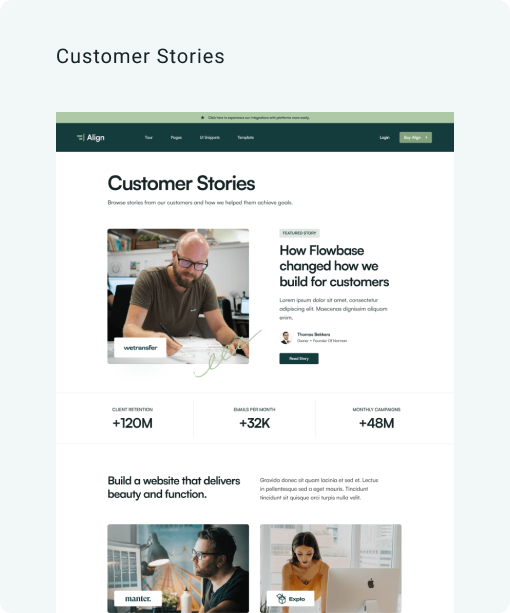 Customer Stories
Click here to experience our integrations with platforms more easily.
Align
Tour
Pages
UI Snippets
Template
Login
Buy Align
Customer Stories
Browse stories from our customers and how we helped them achieve goals.
FEATURED STORY
How Flowbase
changed how we
build for customers
Lorem ipsum dolor sit amet, consectetur
adipiscing elit. Maecenas dignissim aliquam
enim.
Thomas Bekkers
Owner + Founder Of Norrsen
Read Story
wetransfer
CLIENT RETENTION
+120M
EMAILS PER MONTH
+32K
MONTHLY CAMPAIGNS
+48M
Build a website that delivers
beauty and function.
Gravida donec sit quam lacinia et sed et. Lectus
in pellentesque sed a eget mauris. Tincidunt
tincidunt sit quisque orci turpis nulla velit.
manter.
Explo